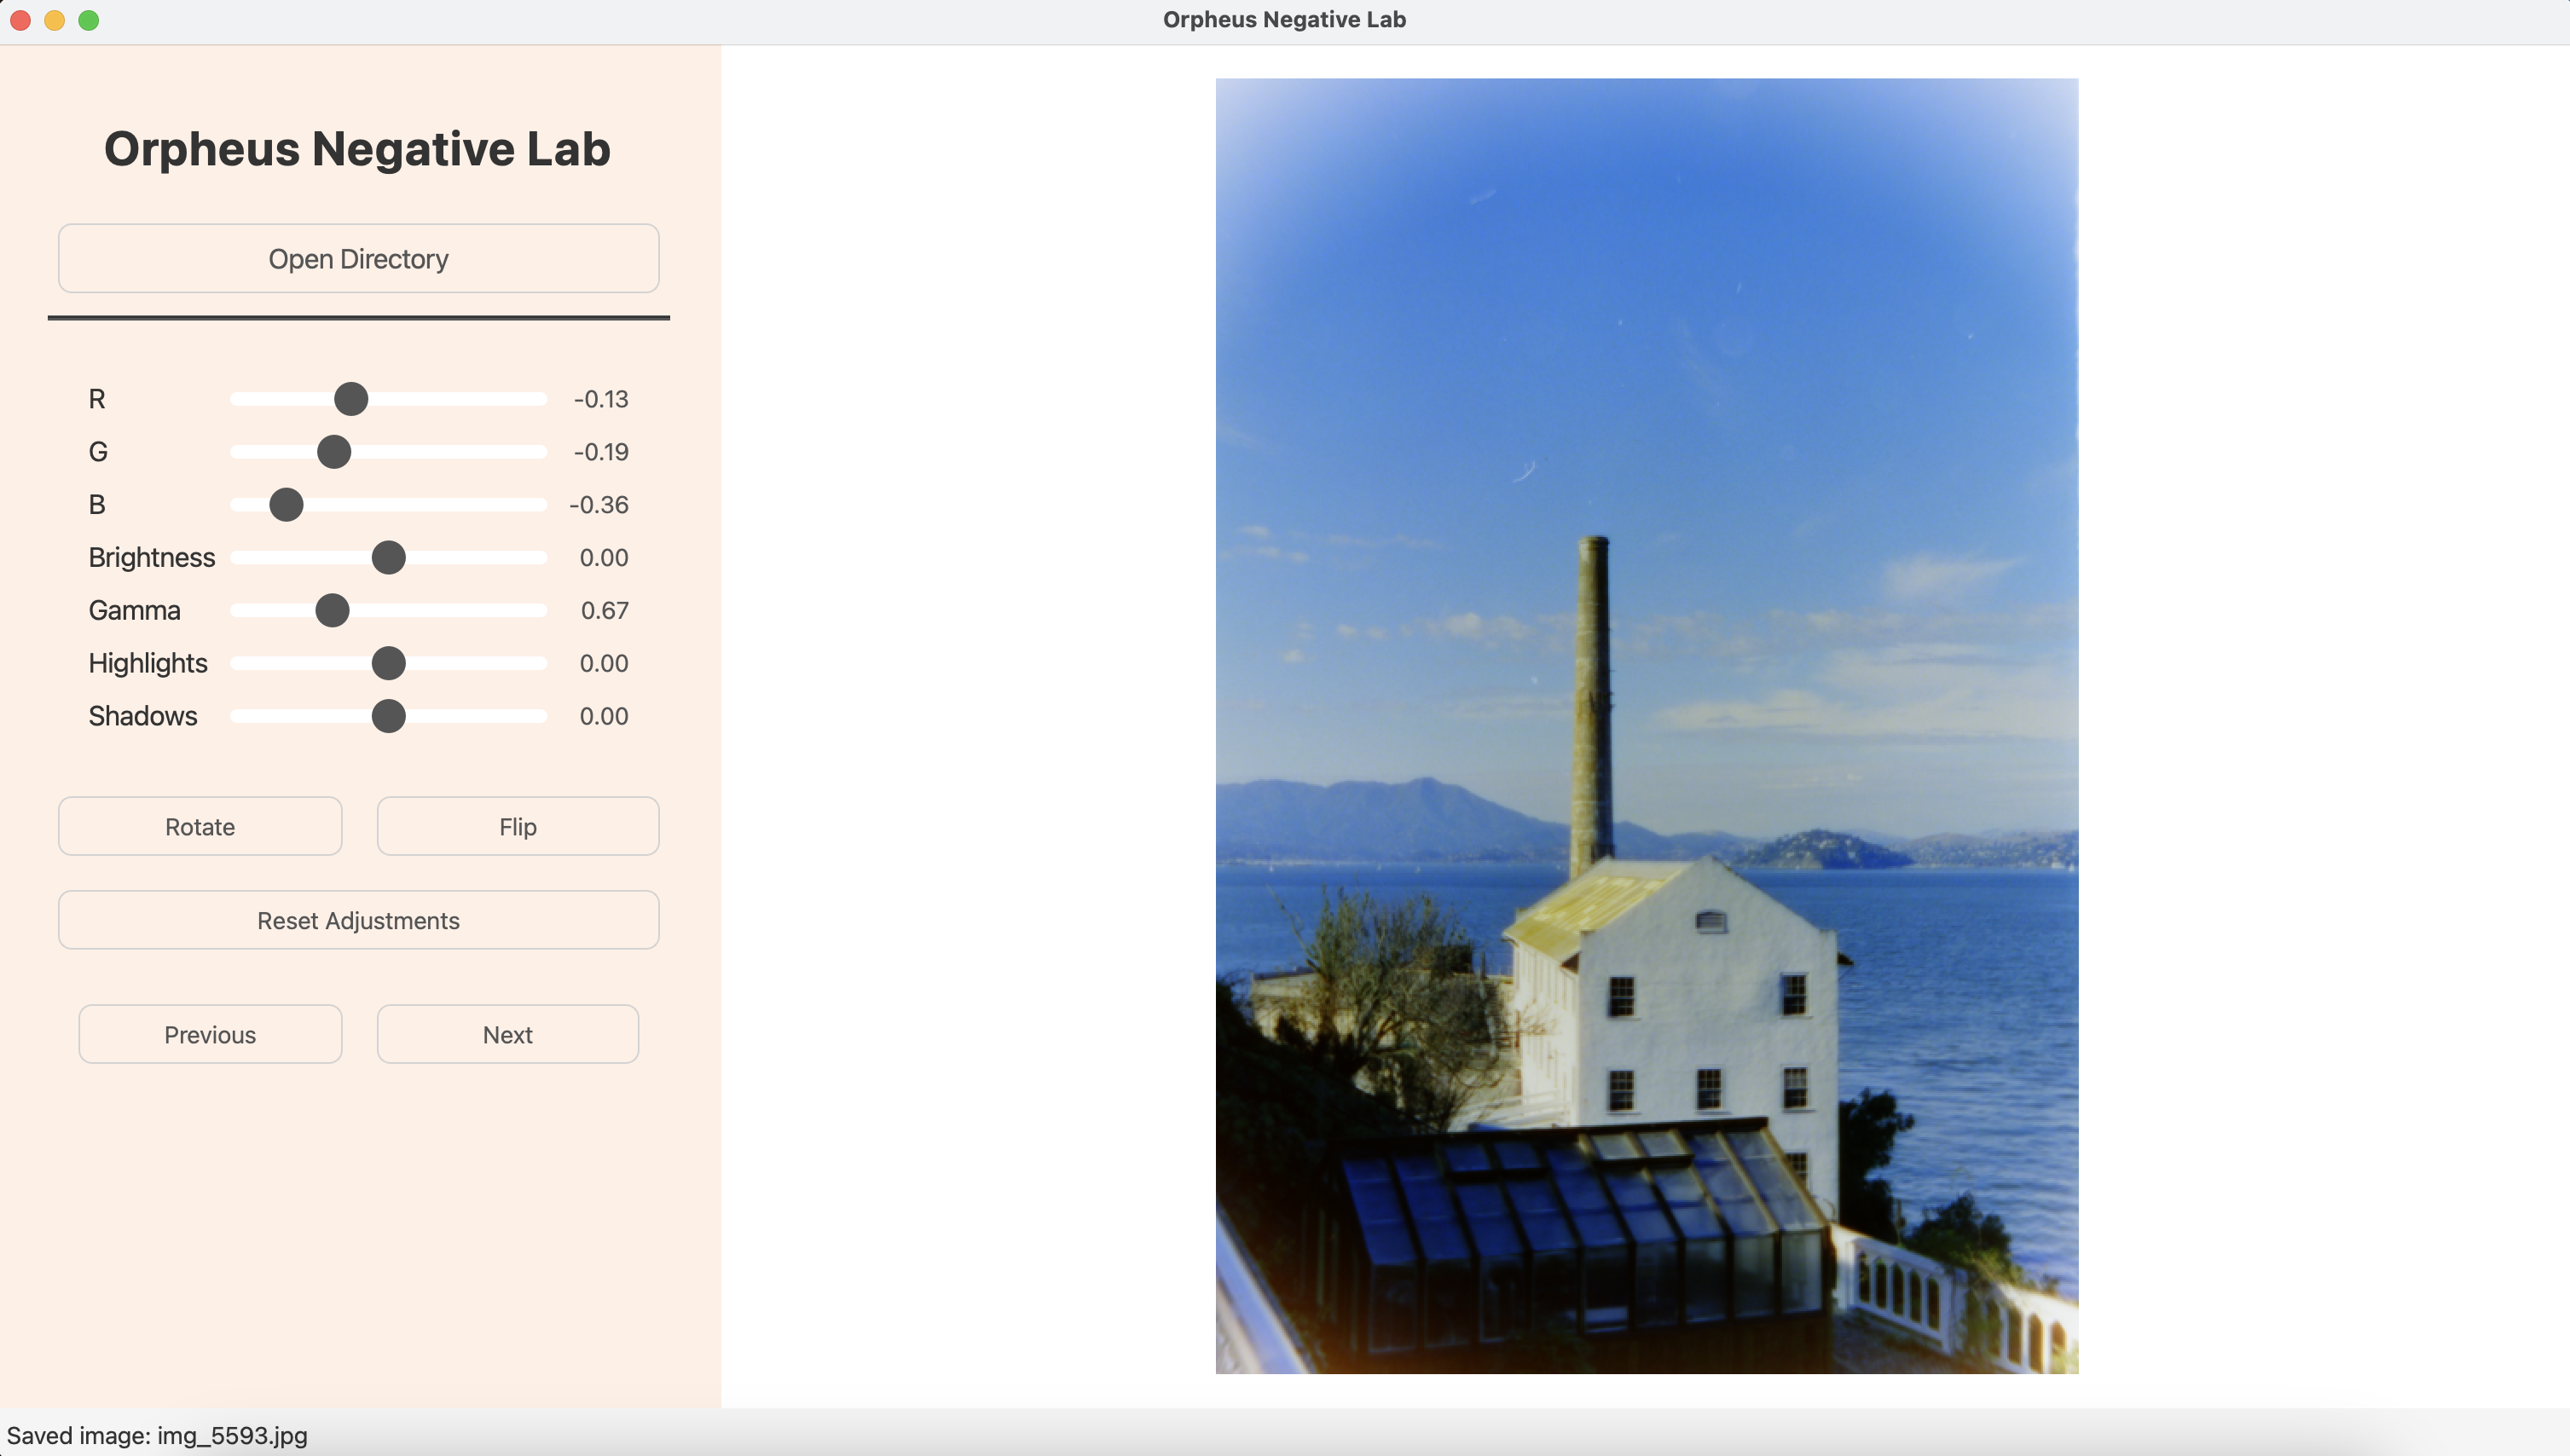 Orpheus Negative Lab
Orpheus Negative Lab
Open Directory
R -0.13
G -0.19
B -0.36
Brightness 0.00
Gamma 0.67
Highlights 0.00
Shadows 0.00
Rotate Flip
Reset Adjustments
Previous Next
Saved image: img_5593.jpg